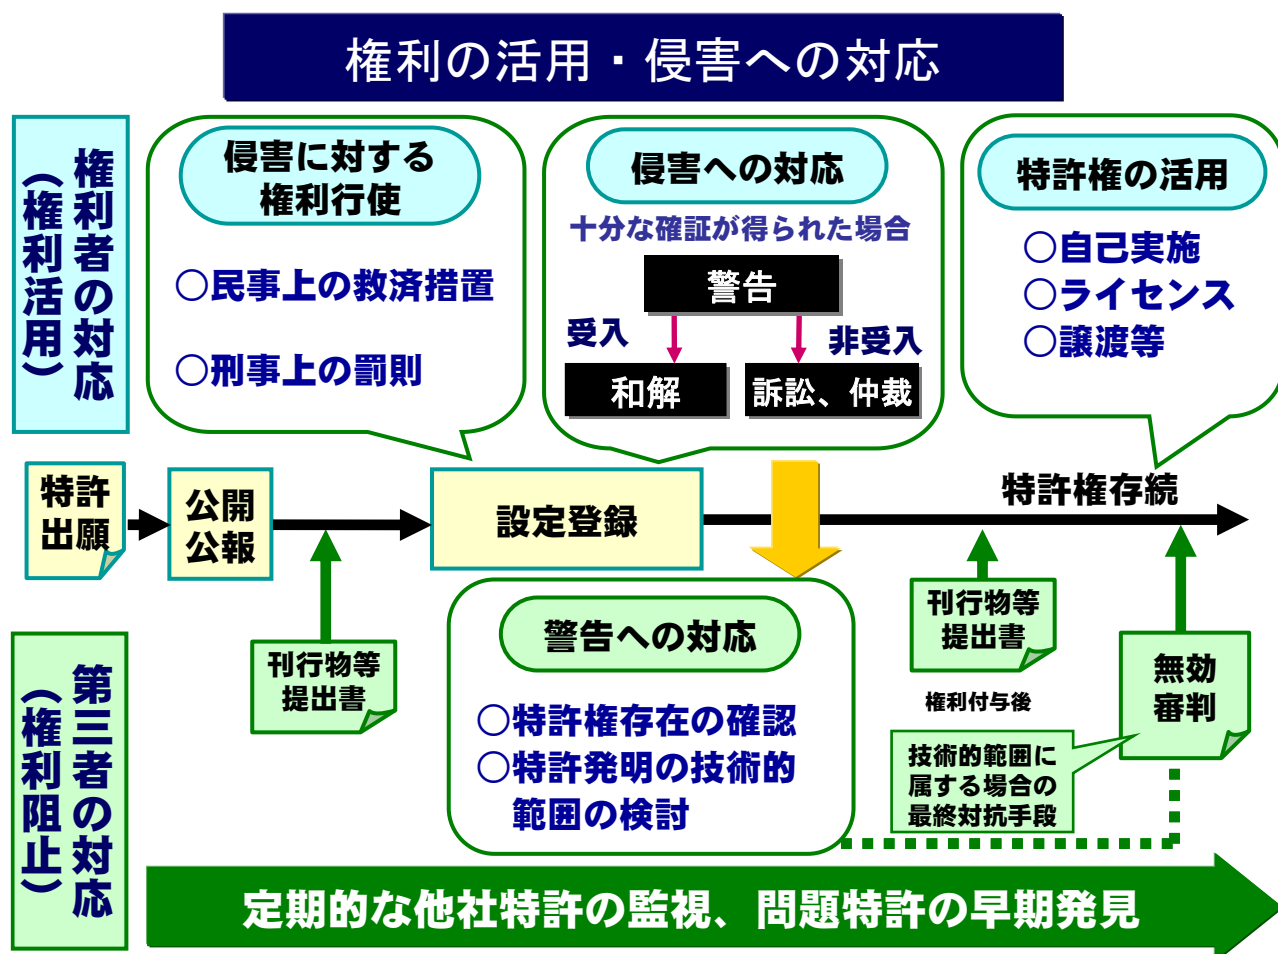 権利の活用・侵害への対応
権利者の対応
（権利活用）
侵害に対する
権利行使
○民事上の救済措置
○刑事上の罰則
侵害への対応
十分な確証が得られた場合
警告
受入
非受入
和解
訴訟、仲裁
特許権の活用
○自己実施
○ライセンス
○譲渡等
特許
出願
公開
公報
設定登録
特許権存続
第三者の対応
（権利阻止）
刊行物等
提出書
警告への対応
○特許権存在の確認
○特許発明の技術的
範囲の検討
刊行物等
提出書
権利付与後
無効
審判
技術的範囲に
属する場合の
最終対抗手段
定期的な他社特許の監視、問題特許の早期発見